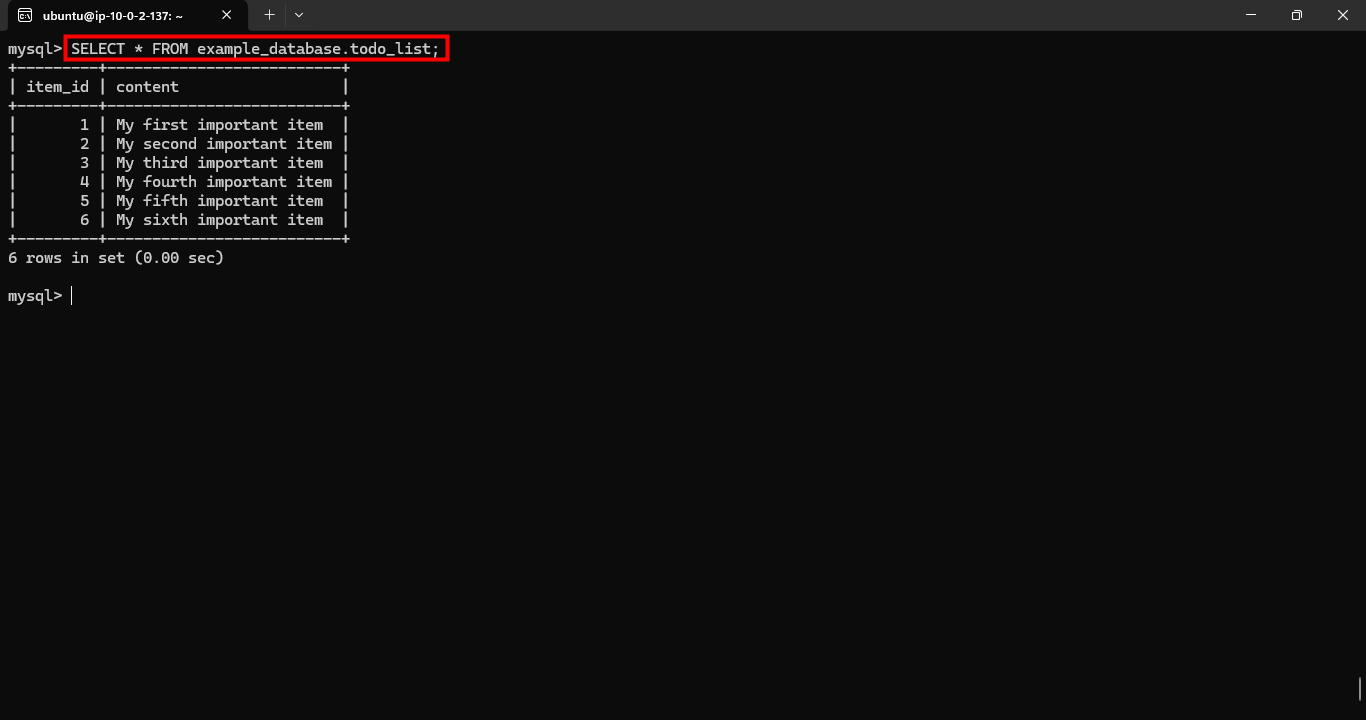 ubuntu@ip-10-0-2-137: ~
mysql> SELECT * FROM example_database.todo_list;
+---------+--------------------------+
| item_id | content                  |
+---------+--------------------------+
|       1 | My first important item  |
|       2 | My second important item |
|       3 | My third important item  |
|       4 | My fourth important item |
|       5 | My fifth important item  |
|       6 | My sixth important item  |
+---------+--------------------------+
6 rows in set (0.00 sec)
mysql>